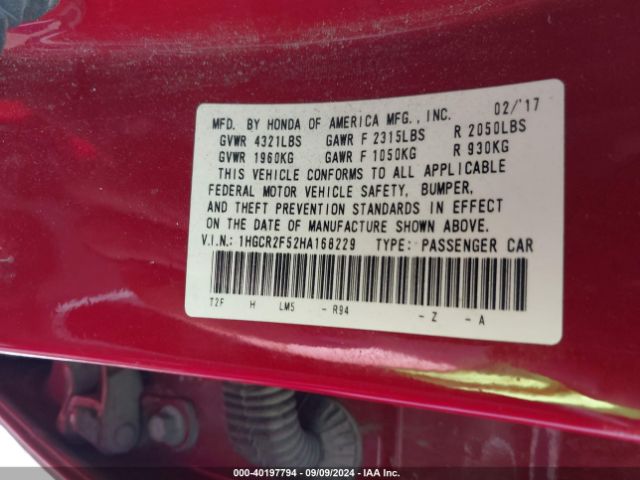 MFD. BY HONDA OF AMERICA MFG., INC. 02/'17
GVWR 4321LBS GAWR F 2315LBS R 2050LBS
GVWR 1960KG GAWR F 1050KG R 930KG
THIS VEHICLE CONFORMS TO ALL APPLICABLE
FEDERAL MOTOR VEHICLE SAFETY, BUMPER,
AND THEFT PREVENTION STANDARDS IN EFFECT
ON THE DATE OF MANUFACTURE SHOWN ABOVE.
V.I.N.: 1HGCR2F52HA168229 TYPE: PASSENGER CAR
T2F H LM5 - R94 - Z - A
000-40197794 - 09/09/2024 - IAA Inc.